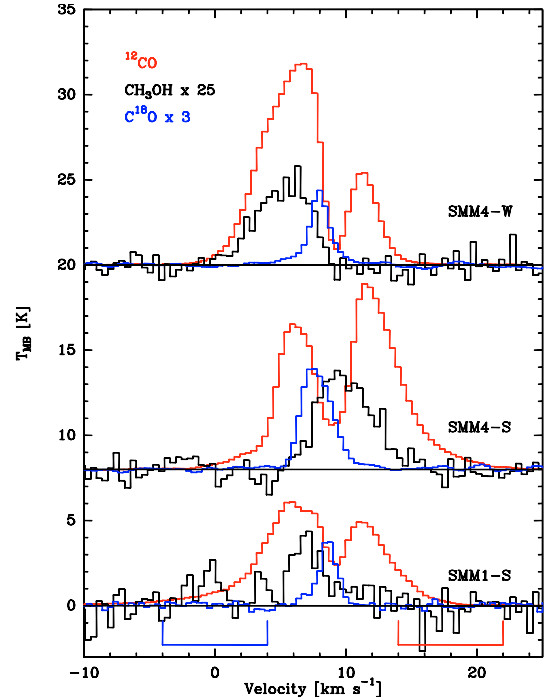 35
¹²CO
CH₃OH x 25
C¹⁸O x 3
30
25
SMM4-W
20
T_MB [K]
15
SMM4-S
10
5
SMM1-S
0
-10 0 10 20
Velocity [km s⁻¹]